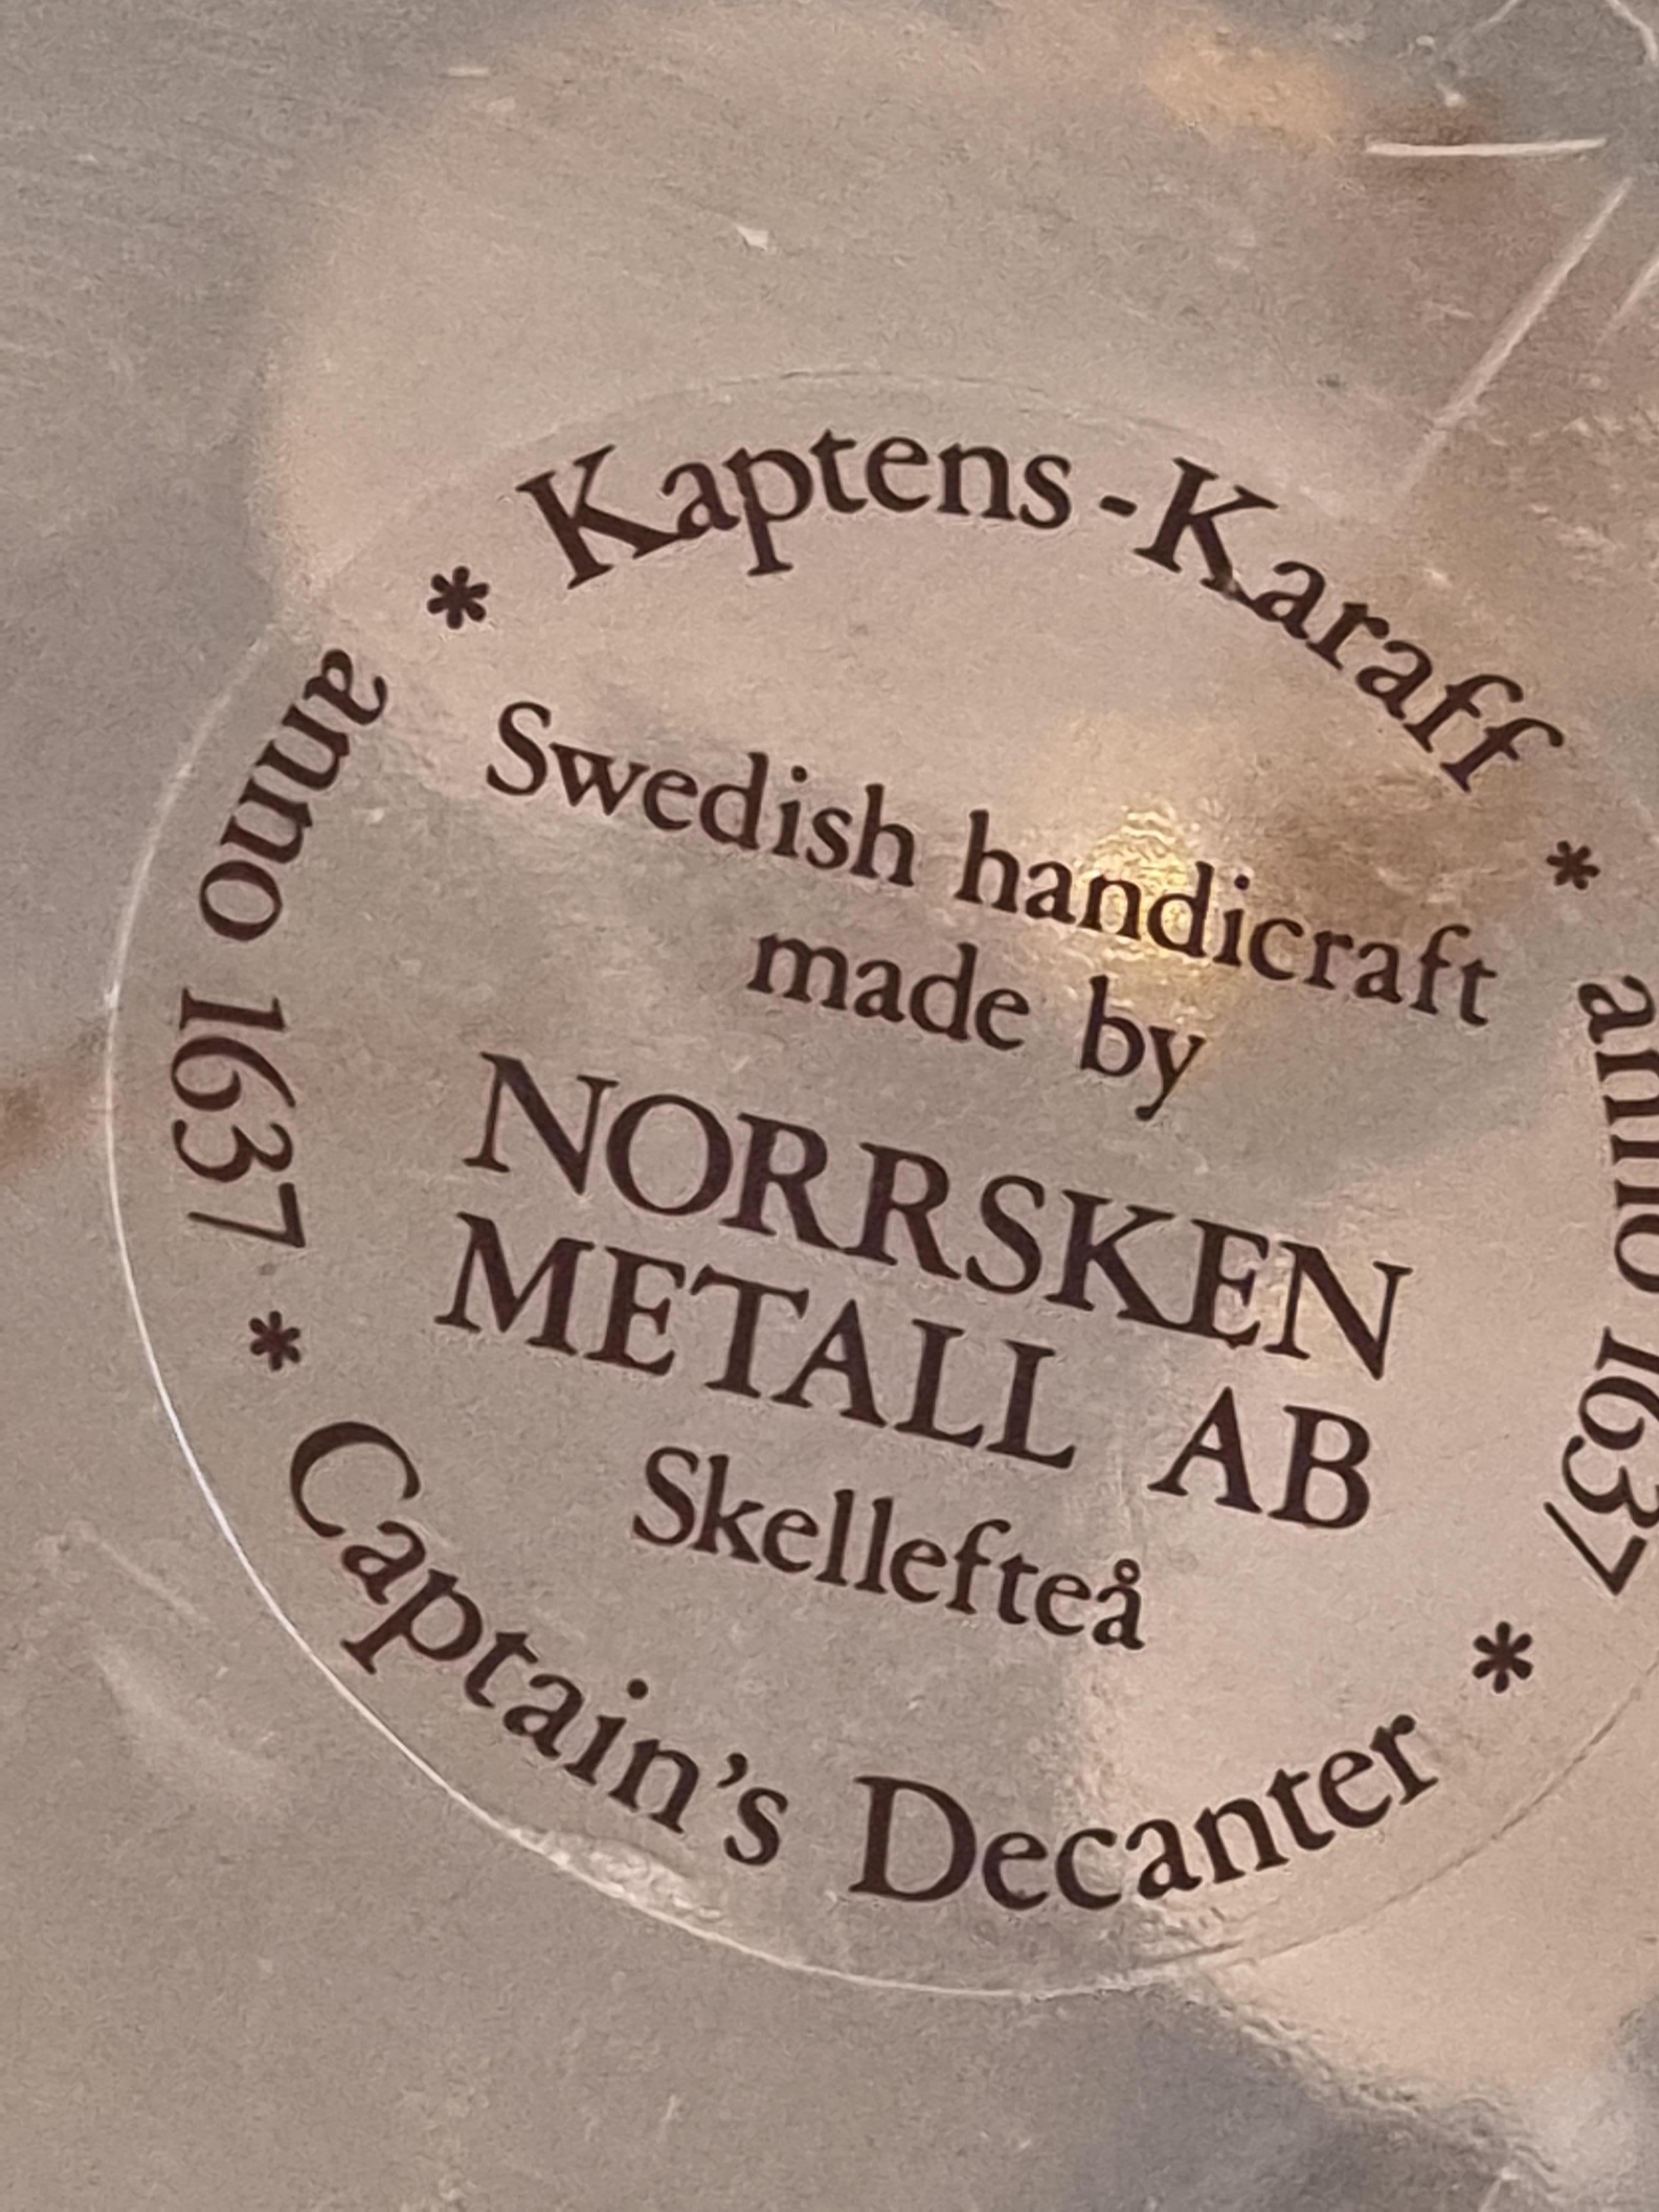 * Kaptens-Karaff *
anno 1637
Swedish handicraft
made by
NORRSKEN
METALL AB
Skellefteå
anno 1637
* Captain's Decanter *